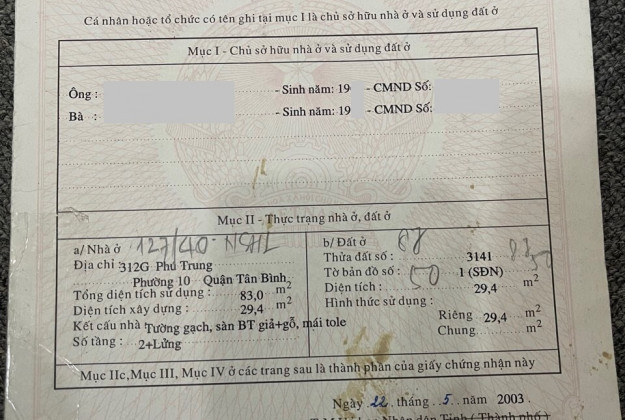 Cá nhân hoặc tổ chức có tên ghi tại mục I là chủ sở hữu nhà ở và sử dụng đất ở
Mục I - Chủ sở hữu nhà ở và sử dụng đất ở
Ông : - Sinh năm: 19 - CMND Số:
Bà : - Sinh năm: 19 - CMND Số:
Mục II - Thực trạng nhà ở, đất ở
a/ Nhà ở 127/40 - NSHL
Địa chỉ : 312G Phú Trung
Phường 10 Quận Tân Bình,
Tổng diện tích sử dụng : 83,0 m2
Diện tích xây dựng : 29,4 m2
Kết cấu nhà Tường gạch, sàn BT giả+gỗ, mái tole
Số tầng : 2+Lửng
b/ Đất ở 87
Thửa đất số : 3141
Tờ bản đồ số : 50 1 (SĐN)
Diện tích : 29,4 m2
Hình thức sử dụng :
Riêng 29,4 m2
Chung m2
Mục IIc, Mục III, Mục IV ở các trang sau là thành phần của giấy chứng nhận này
Ngày 22 tháng 5 năm 2003.